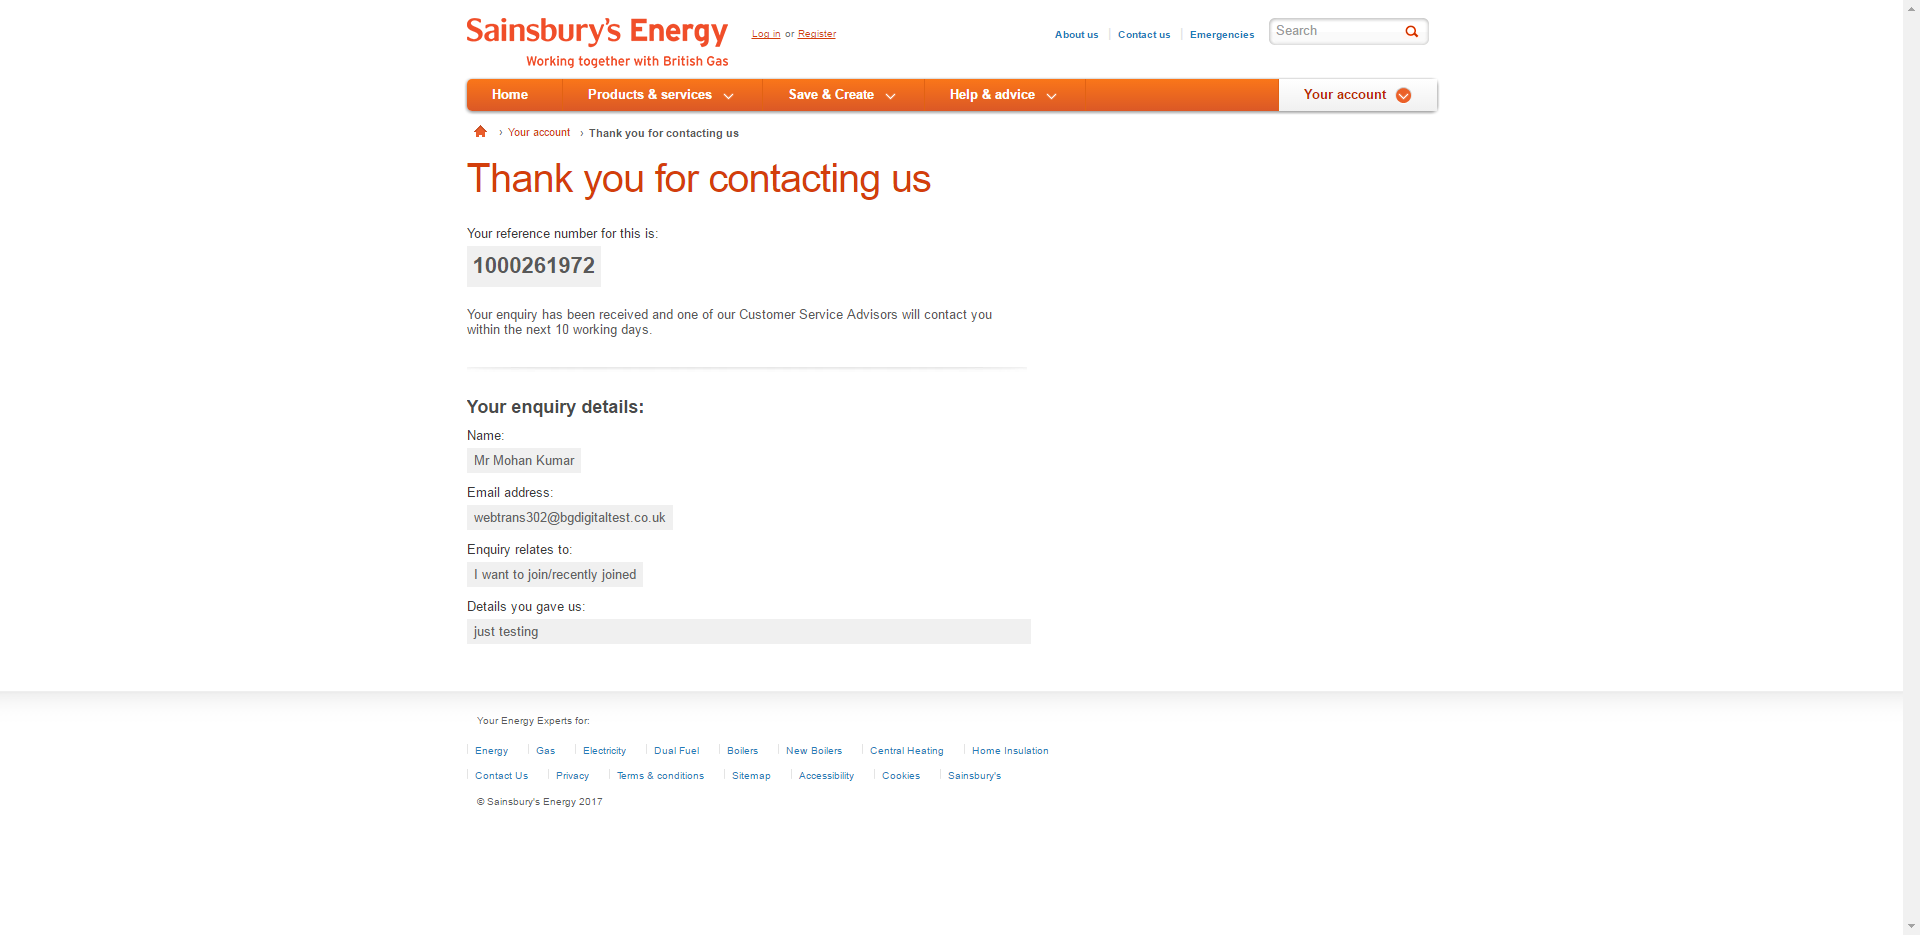 Sainsbury's Energy
Working together with British Gas
Log in or Register
About us Contact us Emergencies Search
Home Products & services Save & Create Help & advice Your account
› Your account › Thank you for contacting us
Thank you for contacting us
Your reference number for this is:
1000261972
Your enquiry has been received and one of our Customer Service Advisors will contact you
within the next 10 working days.
Your enquiry details:
Name:
Mr Mohan Kumar
Email address:
webtrans302@bgdigitaltest.co.uk
Enquiry relates to:
I want to join/recently joined
Details you gave us:
just testing
Your Energy Experts for:
Energy Gas Electricity Dual Fuel Boilers New Boilers Central Heating Home Insulation
Contact Us Privacy Terms & conditions Sitemap Accessibility Cookies Sainsbury's
© Sainsbury's Energy 2017